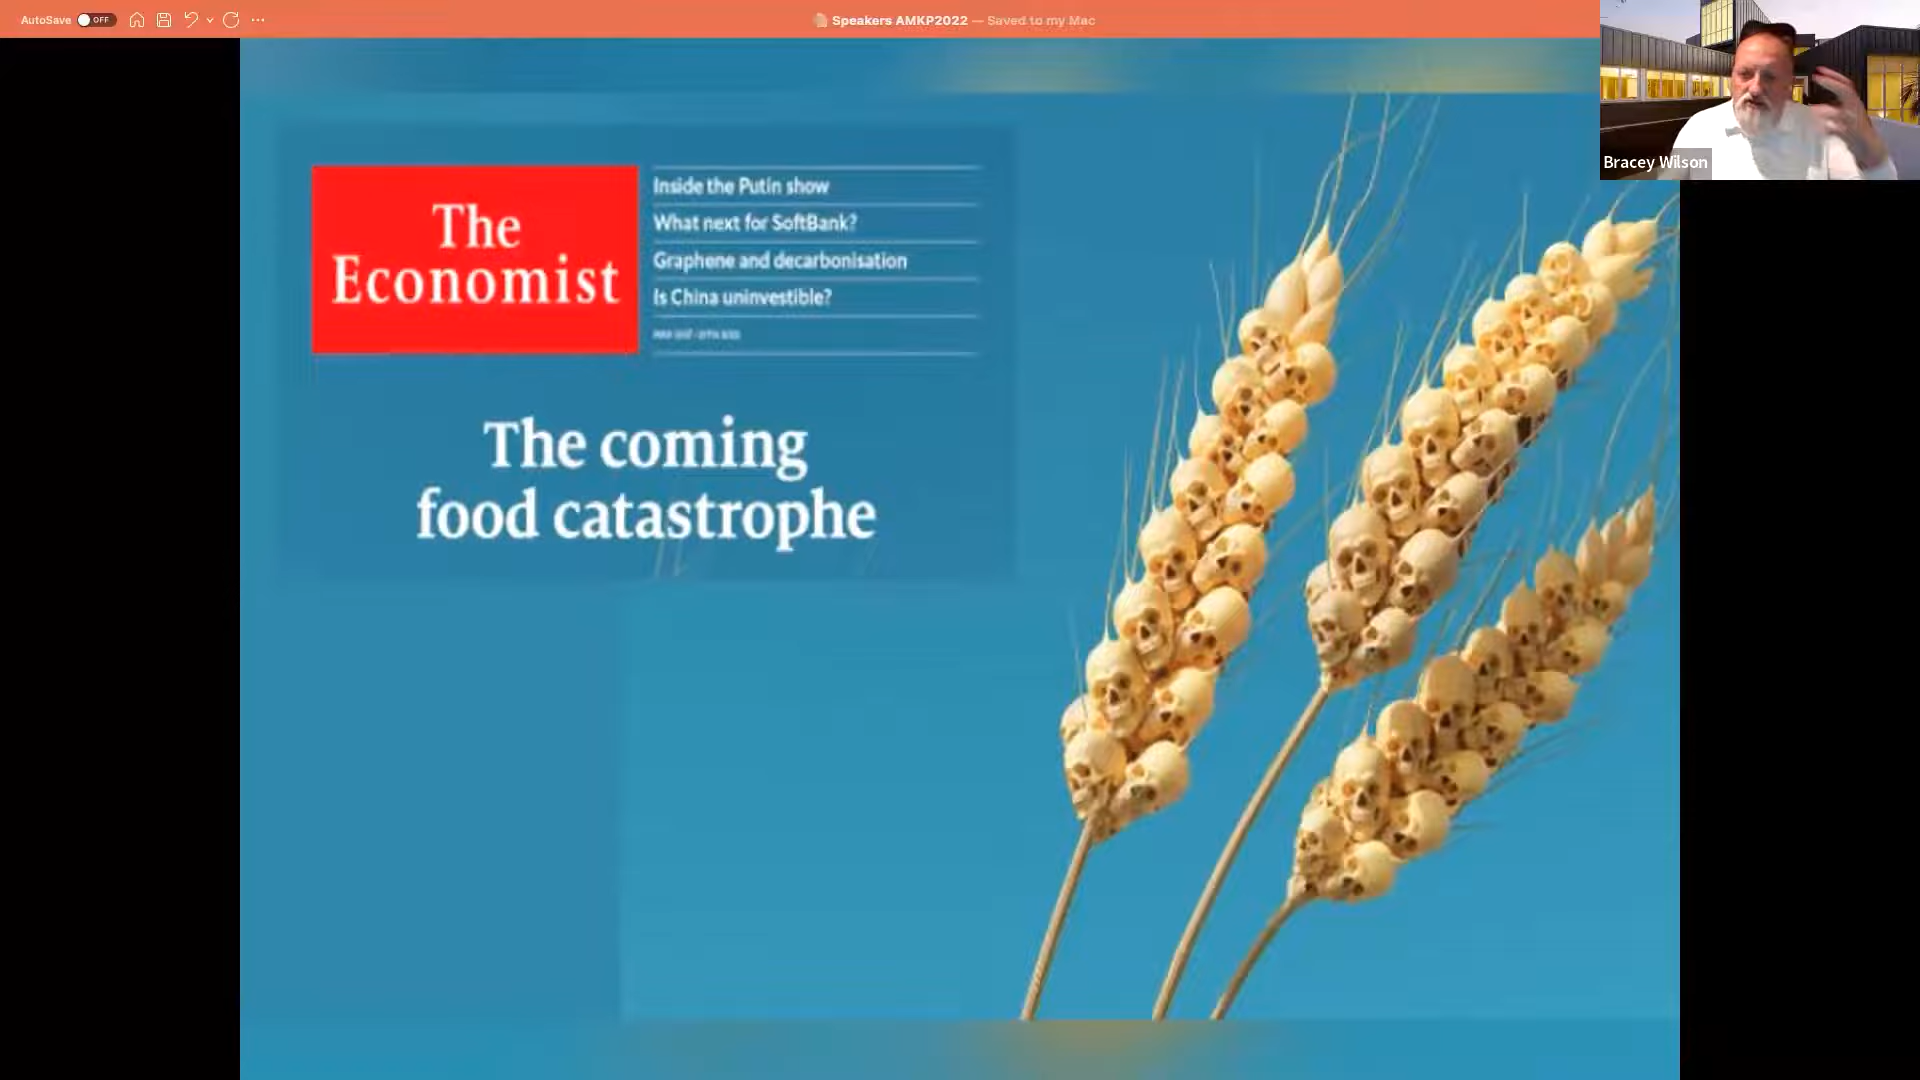 AutoSave OFF
Speakers AMKP2022 — Saved to my Mac
Bracey Wilson
The
Economist
Inside the Putin show
What next for SoftBank?
Graphene and decarbonisation
Is China uninvestible?
The coming
food catastrophe